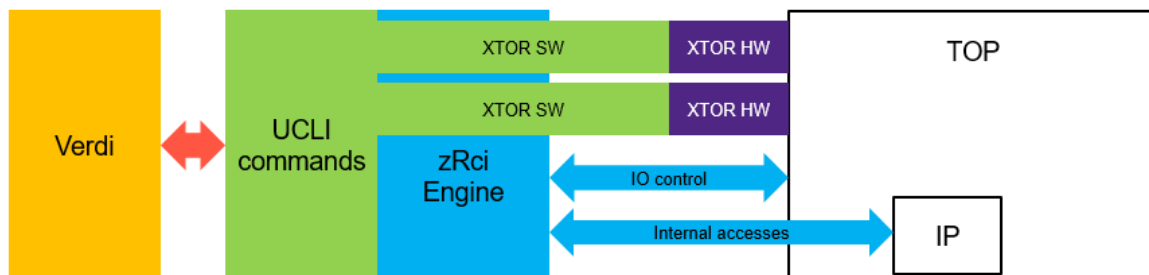 XTOR SW
XTOR HW
TOP
XTOR SW
XTOR HW
Verdi
UCLI
commands
zRci
Engine
IO control
Internal accesses
IP